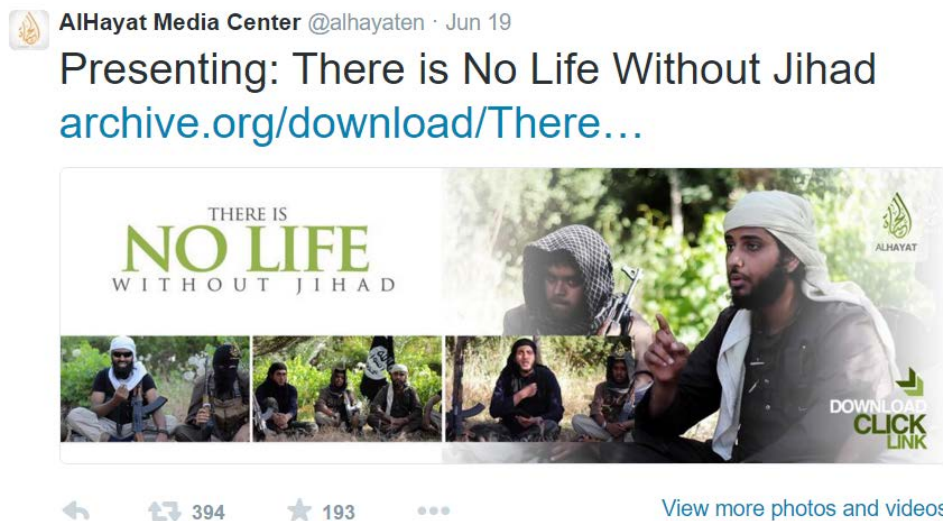 AlHayat Media Center @alhayaten · Jun 19
Presenting: There is No Life Without Jihad
archive.org/download/There…
THERE IS
NO LIFE
WITHOUT JIHAD
ALHAYAT
DOWNLOAD
CLICK
LINK
394 193 View more photos and videos